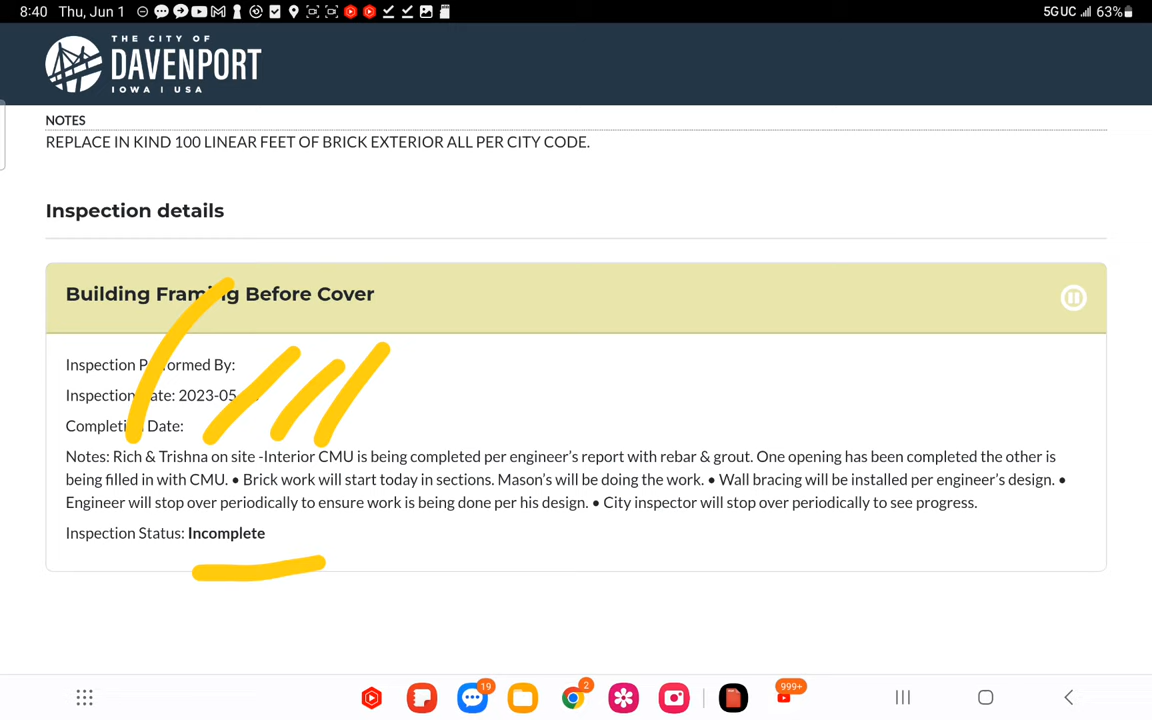 8:40 Thu, Jun 1 5G UC 63%
THE CITY OF
DAVENPORT
IOWA | USA
NOTES
REPLACE IN KIND 100 LINEAR FEET OF BRICK EXTERIOR ALL PER CITY CODE.
Inspection details
Building Framing Before Cover
Inspection Performed By:
Inspection Date: 2023-05
Completion Date:
Notes: Rich & Trishna on site -Interior CMU is being completed per engineer’s report with rebar & grout. One opening has been completed the other is
being filled in with CMU. • Brick work will start today in sections. Mason’s will be doing the work. • Wall bracing will be installed per engineer’s design. •
Engineer will stop over periodically to ensure work is being done per his design. • City inspector will stop over periodically to see progress.
Inspection Status: Incomplete
19
2
999+